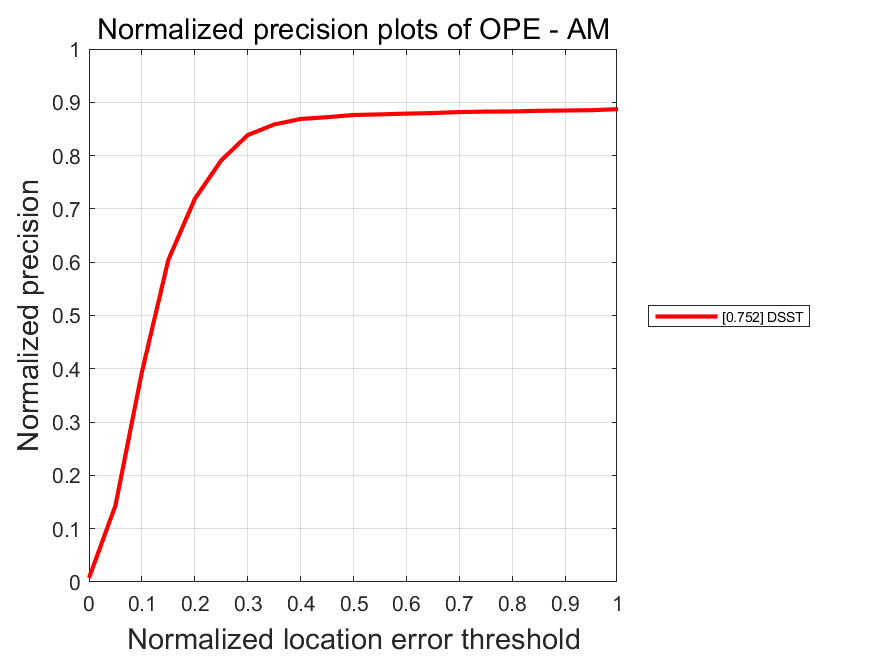 Normalized precision plots of OPE - AM
1
0.9
0.8
0.7
0.6
0.5
0.4
0.3
0.2
0.1
0
Normalized precision
0 0.1 0.2 0.3 0.4 0.5 0.6 0.7 0.8 0.9 1
Normalized location error threshold
[0.752] DSST